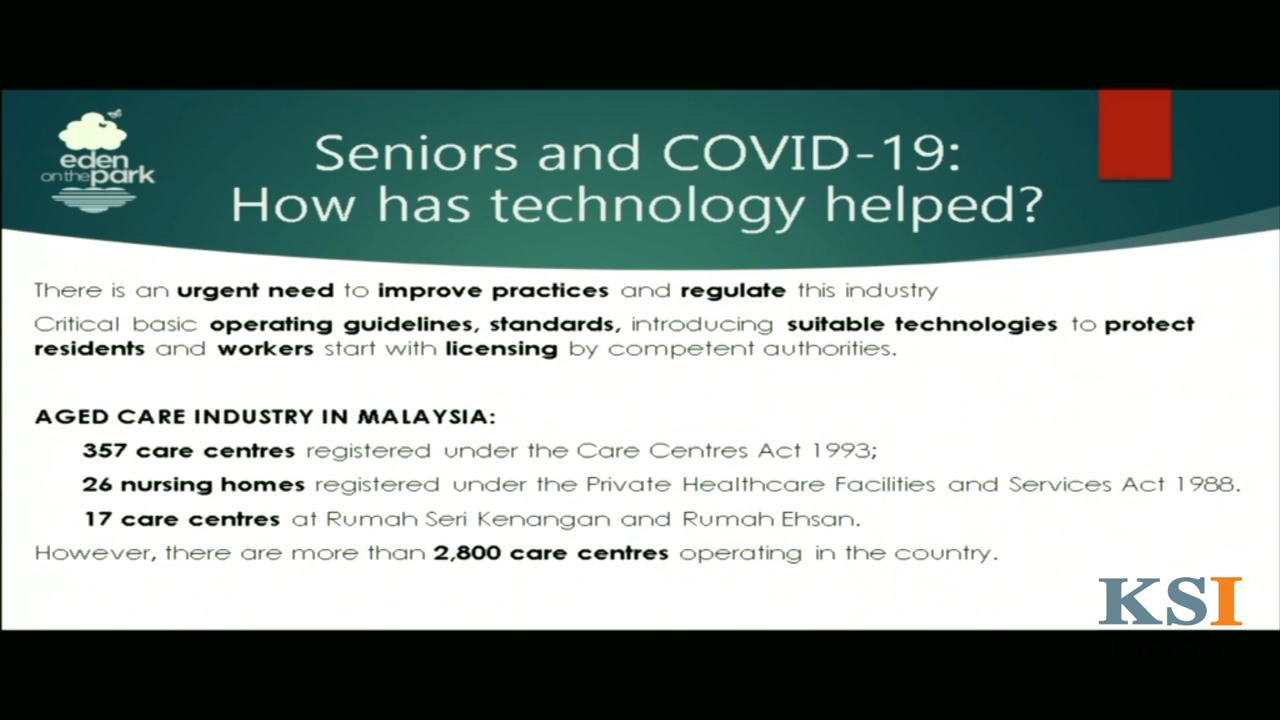 eden
on the park
Seniors and COVID-19:
How has technology helped?
There is an urgent need to improve practices and regulate this industry
Critical basic operating guidelines, standards, introducing suitable technologies to protect
residents and workers start with licensing by competent authorities.
AGED CARE INDUSTRY IN MALAYSIA:
357 care centres registered under the Care Centres Act 1993;
26 nursing homes registered under the Private Healthcare Facilities and Services Act 1988.
17 care centres at Rumah Seri Kenangan and Rumah Ehsan.
However, there are more than 2,800 care centres operating in the country.
KSI